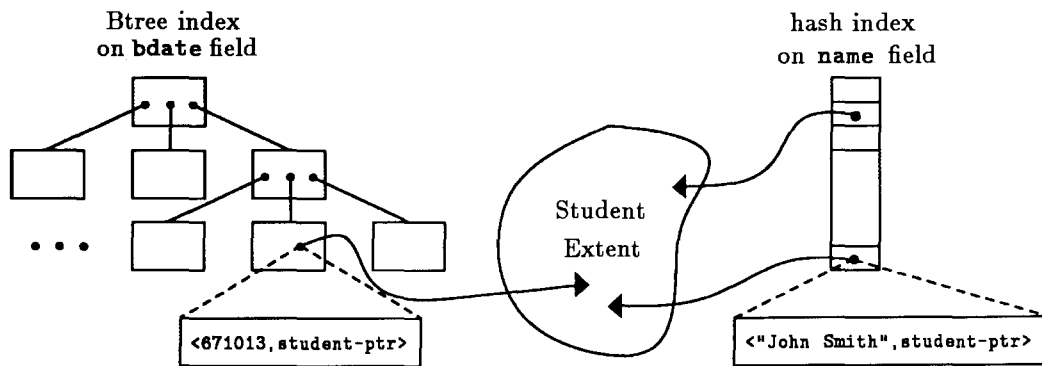 Btree index
on bdate field
hash index
on name field
Student
Extent
<671013,student-ptr>
<"John Smith",student-ptr>